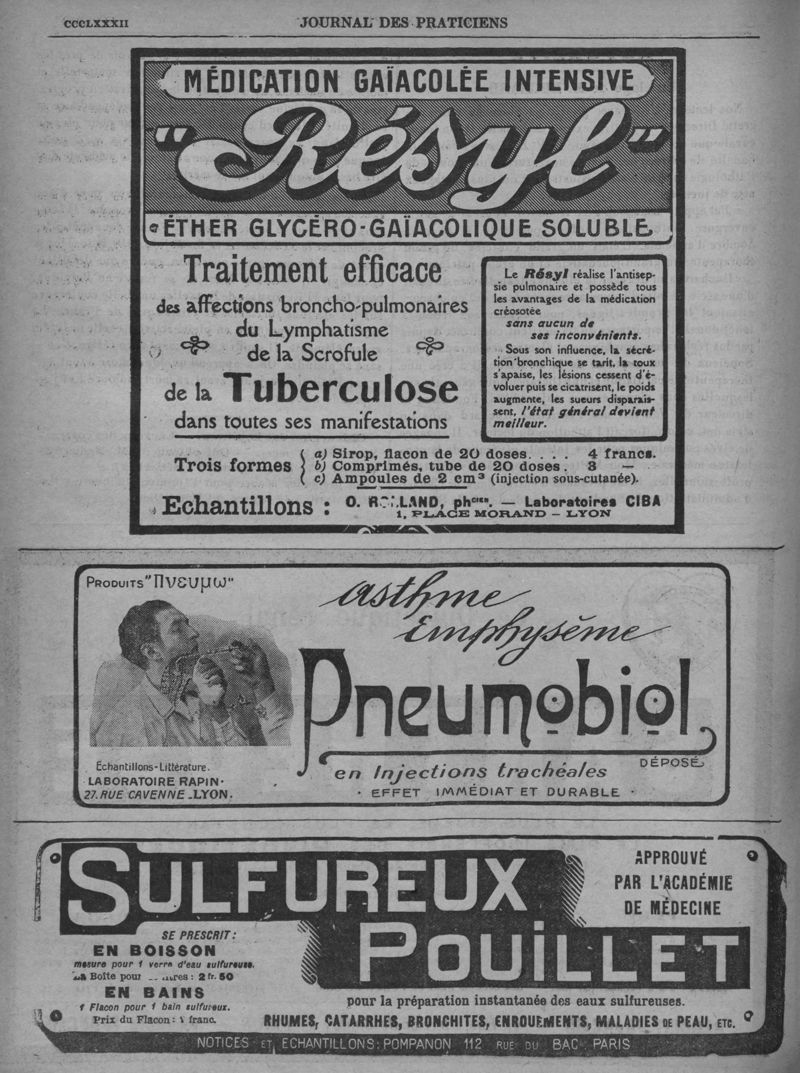 CCCLXXXII
JOURNAL DES PRATICIENS
MÉDICATION GAÏACOLÉE INTENSIVE
"Résyl"
ÉTHER GLYCÉRO-GAÏACOLIQUE SOLUBLE
Traitement efficace
des affections broncho-pulmonaires
du Lymphatisme
de la Scrofule
de la Tuberculose
dans toutes ses manifestations
Le Résyl réalise l'antisep-
sie pulmonaire et possède tous
les avantages de la médication
créosotée
sans aucun de
ses inconvénients.
Sous son influence, la sécré-
tion bronchique se tarit, la toux
s'apaise, les lésions cessent d'é-
voluer puis se cicatrisent, le poids
augmente, les sueurs disparais-
sent, l'état général devient
meilleur.
Trois formes
a) Sirop, flacon de 20 doses. . . . 4 francs.
b) Comprimés, tube de 20 doses. 3 —
c) Ampoules de 2 cm³ (injection sous-cutanée).
Echantillons : O. phcien. — Laboratoires CIBA
1, PLACE MORAND – LYON
PRODUITS "Πνευμω"
asthme
Emphysême
Pneumobiol
DÉPOSÉ
en Injections trachéales
· EFFET IMMÉDIAT ET DURABLE ·
Échantillons-Littérature.
LABORATOIRE RAPIN·
27. RUE CAVENNE _LYON.
SULFUREUX
POUILLET
APPROUVÉ
PAR L'ACADÉMIE
DE MÉDECINE
SE PRESCRIT:
EN BOISSON
mesure pour 1 verre d'eau sulfureuse.
La Boîte pour : 2 fr. 50
EN BAINS
1 Flacon pour 1 bain sulfureux.
Prix du Flacon: 1 franc.
pour la préparation instantanée des eaux sulfureuses.
RHUMES, CATARRHES, BRONCHITES, ENROUEMENTS, MALADIES DE PEAU, ETC.
NOTICES ET ECHANTILLONS: POMPANON 112 RUE DU BAC PARIS